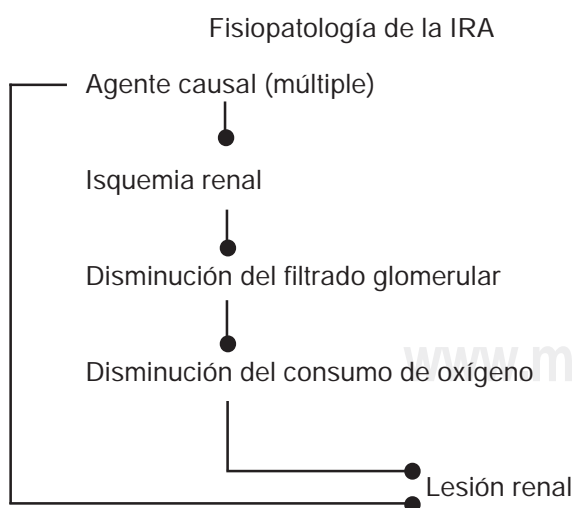 Fisiopatología de la IRA
Agente causal (múltiple)
Isquemia renal
Disminución del filtrado glomerular
www.m
Disminución del consumo de oxígeno
Lesión renal